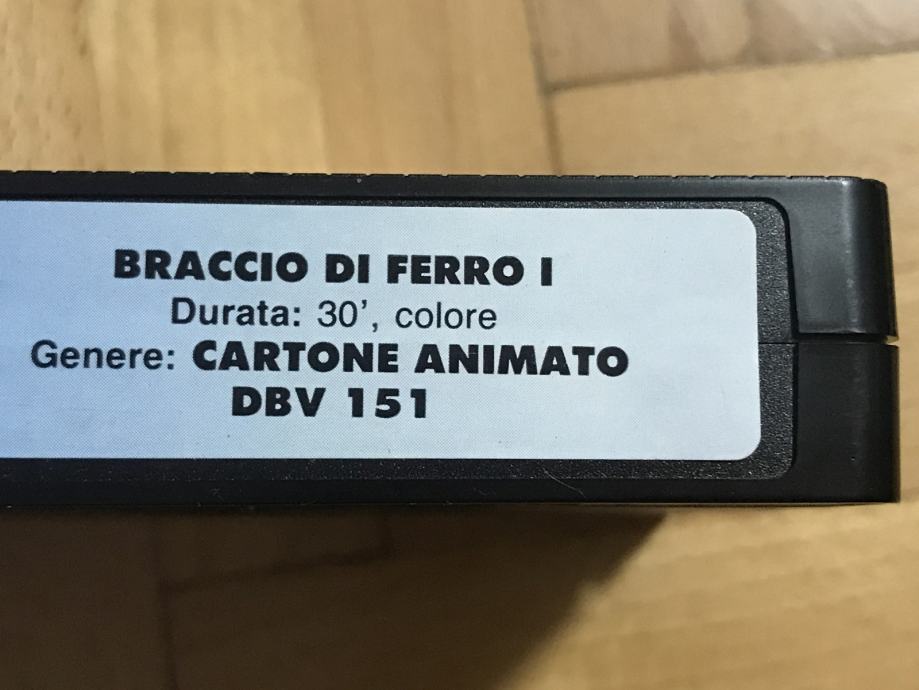 BRACCIO DI FERRO I
Durata: 30', colore
Genere: CARTONE ANIMATO
DBV 151